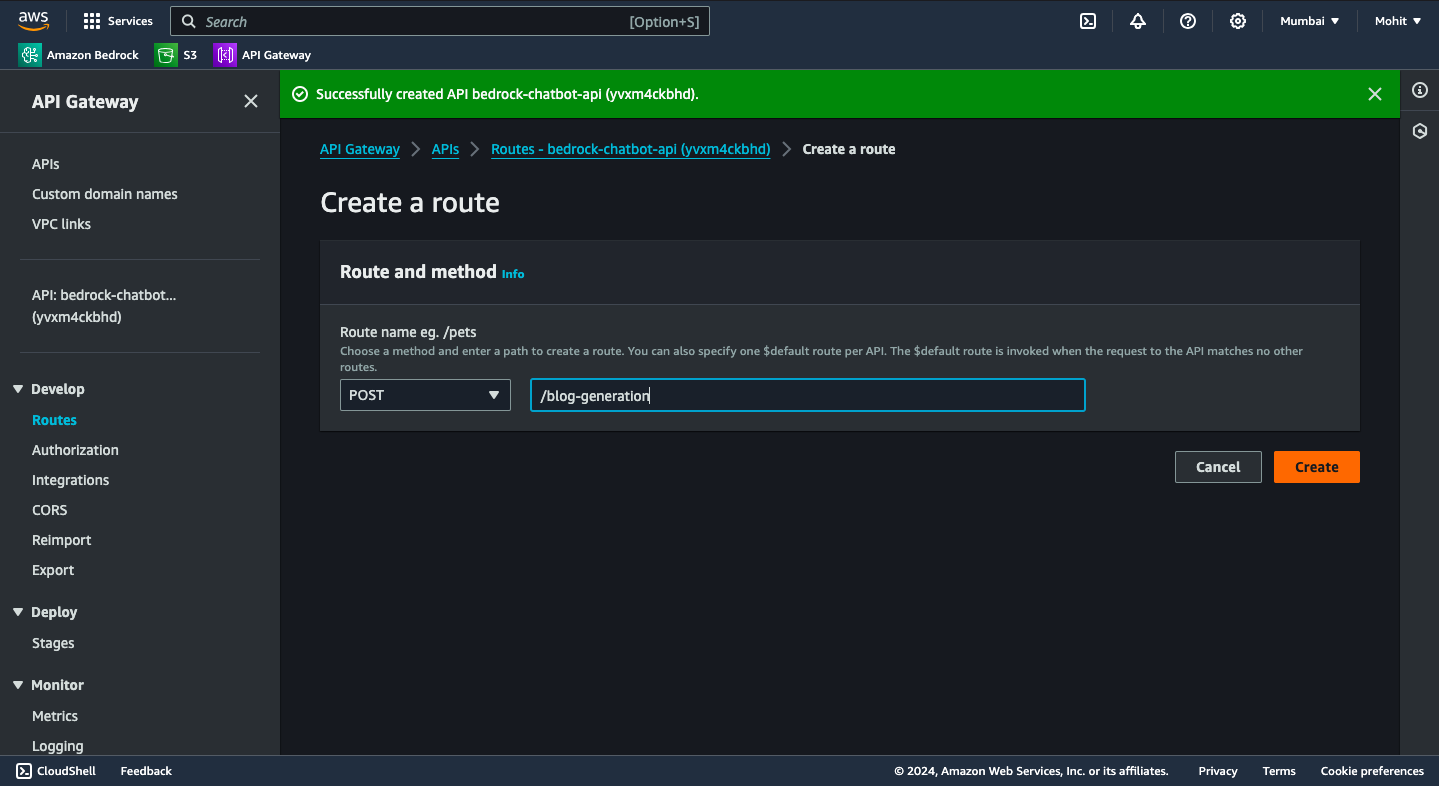 aws
Services
Search
[Option+S]
Mumbai
Mohit
Amazon Bedrock
S3
API Gateway
API Gateway
APIs
Custom domain names
VPC links
API: bedrock-chatbot...
(yvxm4ckbhd)
Develop
Routes
Authorization
Integrations
CORS
Reimport
Export
Deploy
Stages
Monitor
Metrics
Logging
Successfully created API bedrock-chatbot-api (yvxm4ckbhd).
API Gateway
APIs
Routes - bedrock-chatbot-api (yvxm4ckbhd)
Create a route
Create a route
Route and method Info
Route name eg. /pets
Choose a method and enter a path to create a route. You can also specify one $default route per API. The $default route is invoked when the request to the API matches no other
routes.
POST
/blog-generation
Cancel
Create
CloudShell
Feedback
© 2024, Amazon Web Services, Inc. or its affiliates.
Privacy
Terms
Cookie preferences